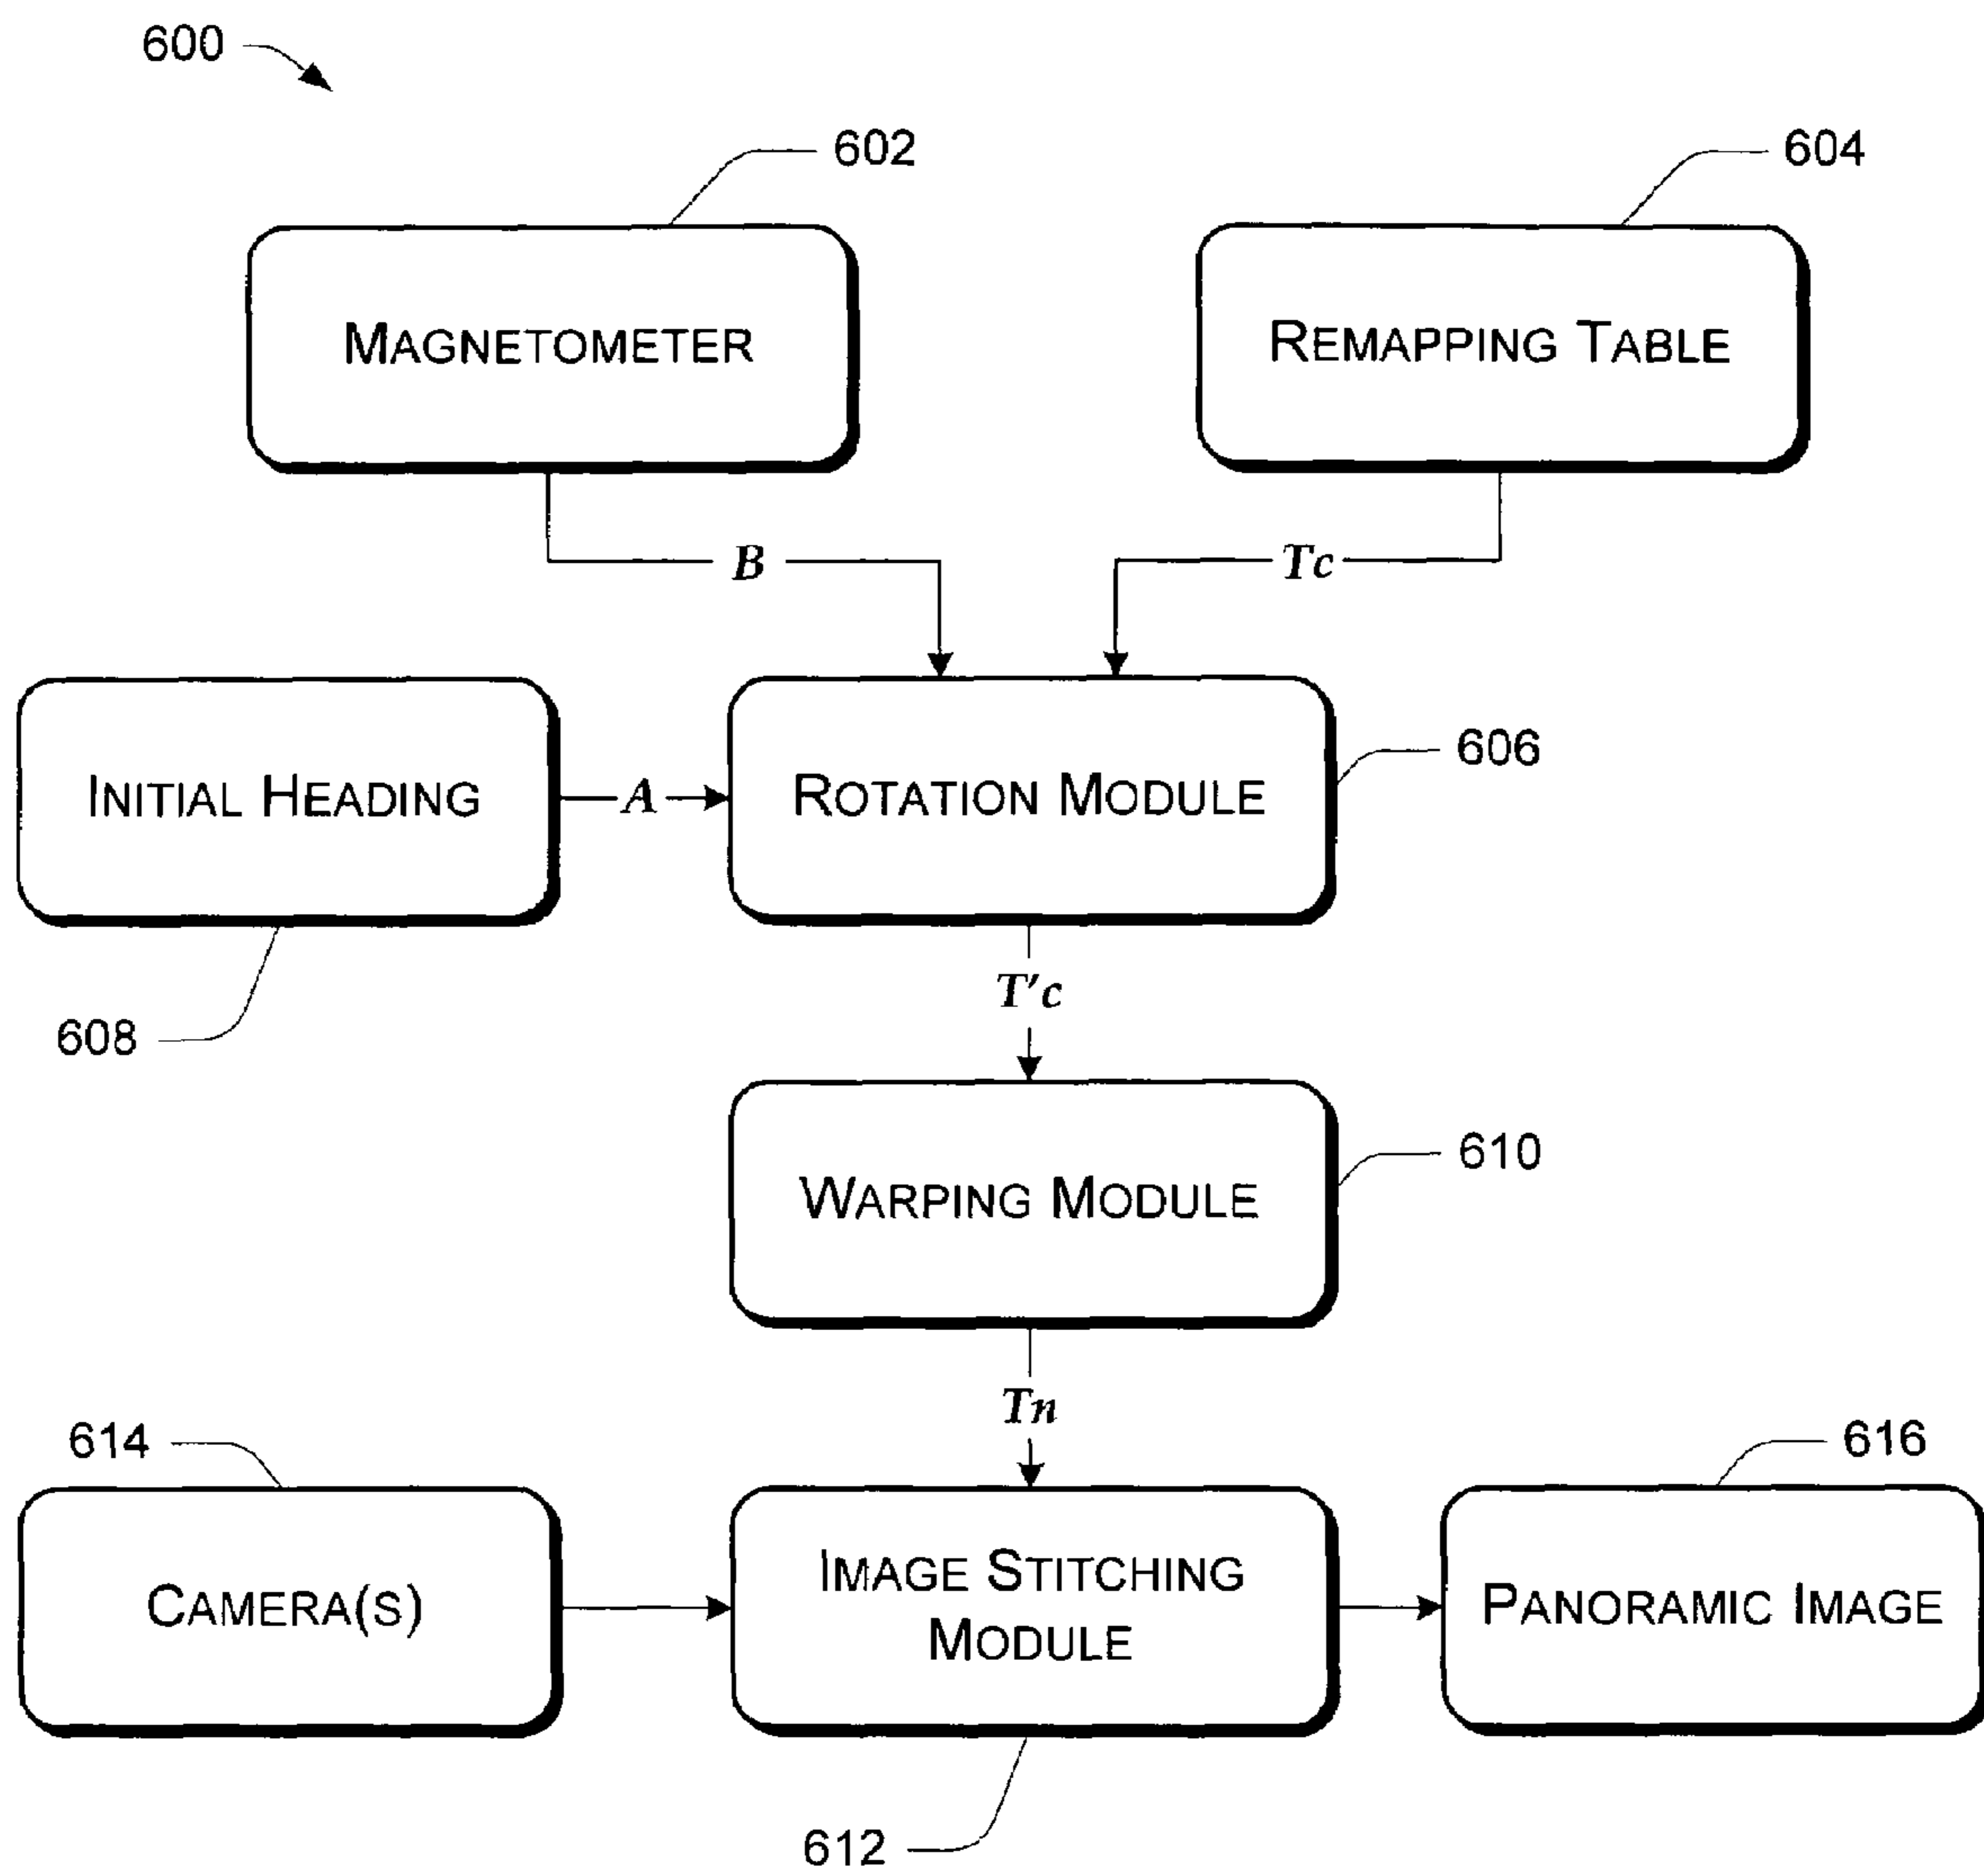 600
602
604
MAGNETOMETER
REMAPPING TABLE
B
Tc
INITIAL HEADING
A
ROTATION MODULE
606
608
T'c
WARPING MODULE
610
Tn
614
616
CAMERA(S)
IMAGE STITCHING
MODULE
PANORAMIC IMAGE
612